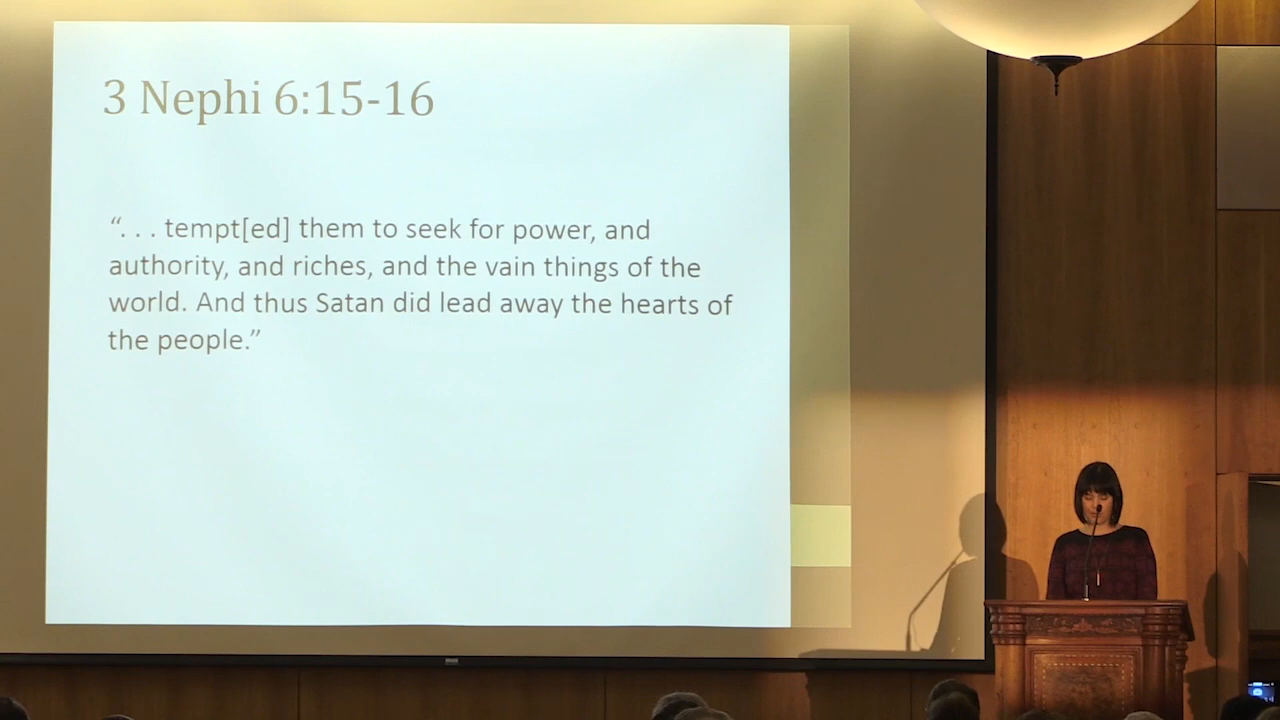 3 Nephi 6:15-16
“. . . tempt[ed] them to seek for power, and
authority, and riches, and the vain things of the
world. And thus Satan did lead away the hearts of
the people.”